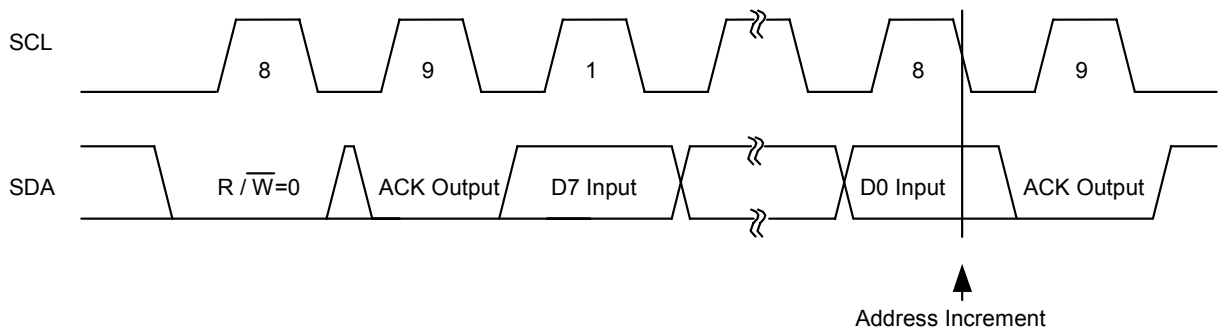 SCL
8 9 1 8 9
SDA
R / W=0 ACK Output D7 Input D0 Input ACK Output
Address Increment